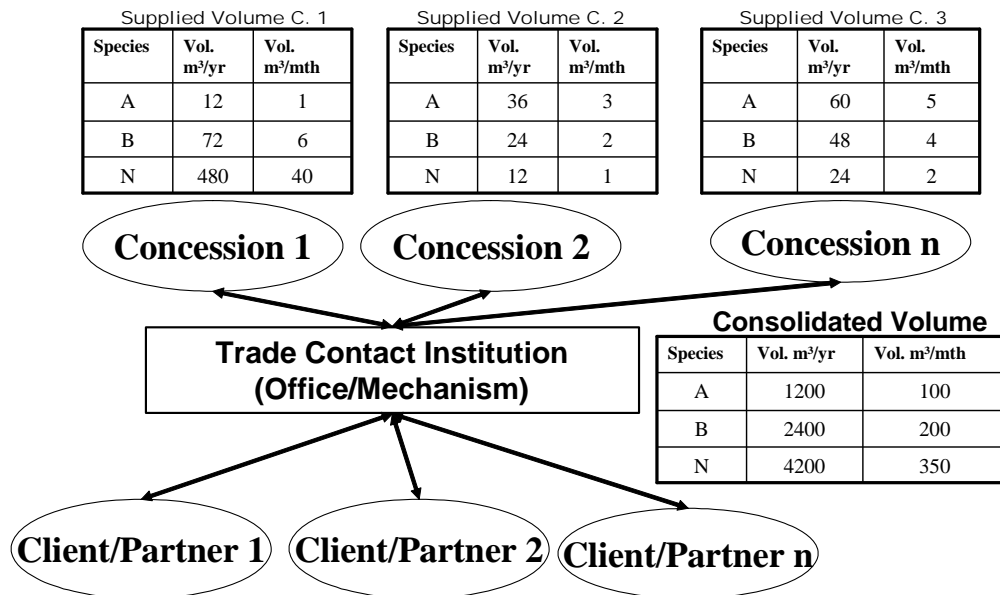 Supplied Volume C. 1
Species Vol. m³/yr Vol. m³/mth
A 12 1
B 72 6
N 480 40
Supplied Volume C. 2
Species Vol. m³/yr Vol. m³/mth
A 36 3
B 24 2
N 12 1
Supplied Volume C. 3
Species Vol. m³/yr Vol. m³/mth
A 60 5
B 48 4
N 24 2
Concession 1
Concession 2
Concession n
Trade Contact Institution
(Office/Mechanism)
Consolidated Volume
Species Vol. m³/yr Vol. m³/mth
A 1200 100
B 2400 200
N 4200 350
Client/Partner 1
Client/Partner 2
Client/Partner n